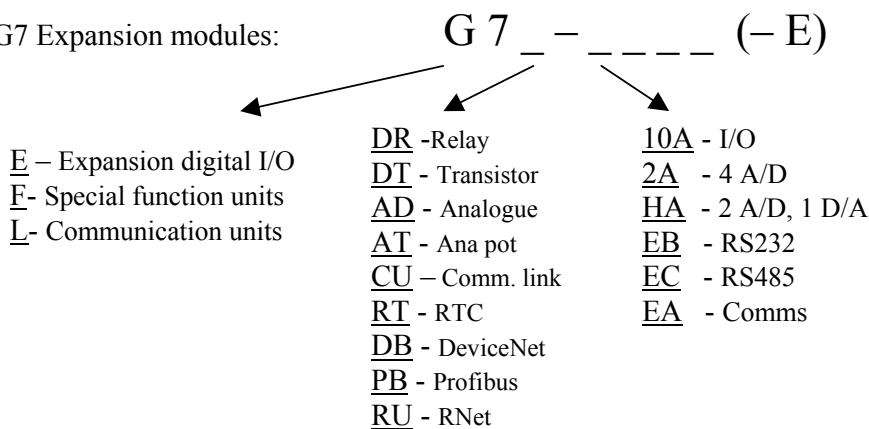 G7 Expansion modules: G 7 _ – _ _ _ _ (– E)
E – Expansion digital I/O
F- Special function units
L- Communication units
DR -Relay
DT - Transistor
AD - Analogue
AT - Ana pot
CU – Comm. link
RT - RTC
DB - DeviceNet
PB - Profibus
RU - RNet
10A - I/O
2A - 4 A/D
HA - 2 A/D, 1 D/A
EB - RS232
EC - RS485
EA - Comms